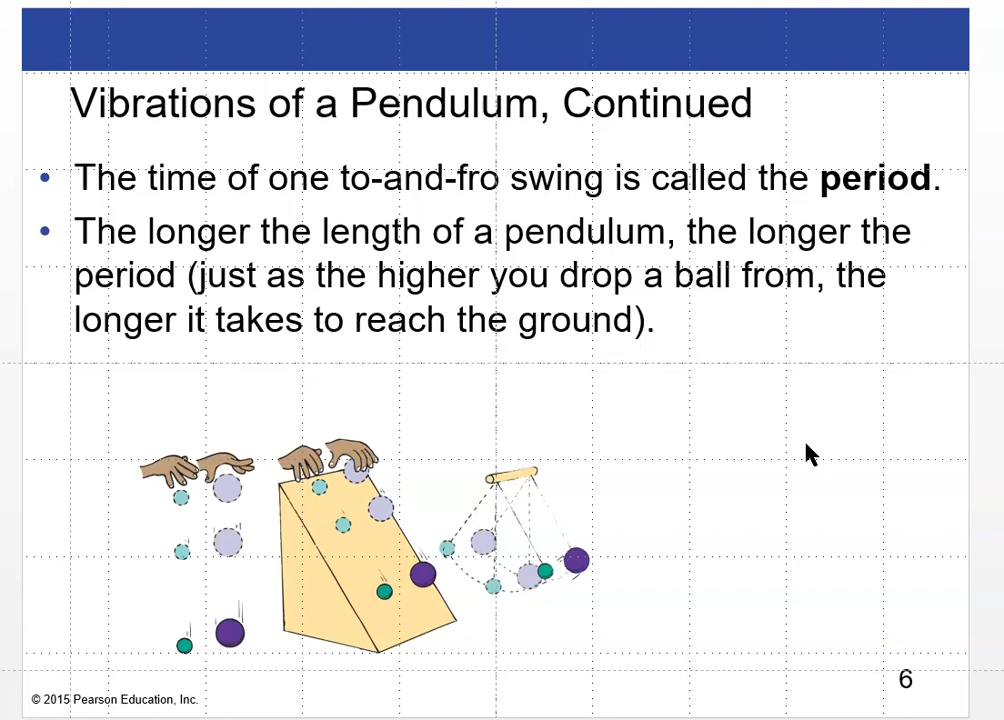 Vibrations of a Pendulum, Continued
• The time of one to-and-fro swing is called the period.
• The longer the length of a pendulum, the longer the
period (just as the higher you drop a ball from, the
longer it takes to reach the ground).
6
© 2015 Pearson Education, Inc.